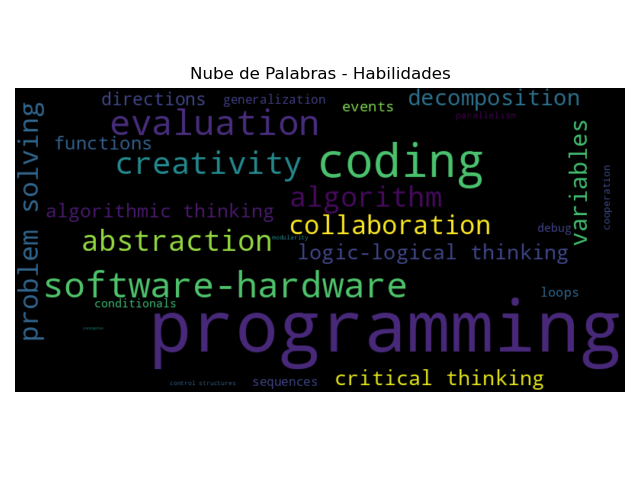 Nube de Palabras - Habilidades
directions
generalization
events
decomposition
evaluation
parallelism
problem solving
functions
creativity
coding
variables
cooperation
algorithm
algorithmic thinking
collaboration
debug
abstraction
modularity
logic-logical thinking
software-hardware
loops
conditionals
programming
control structures
sequences
critical thinking